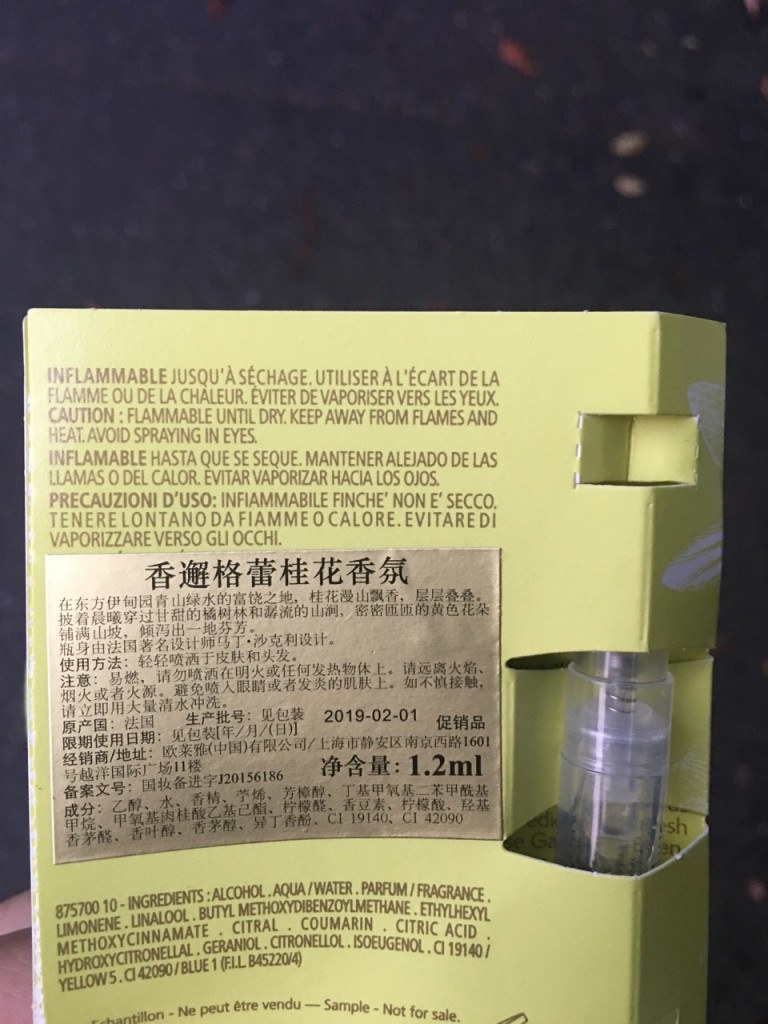 INFLAMMABLE JUSQU'À SÉCHAGE. UTILISER À L'ÉCART DE LA
FLAMME OU DE LA CHALEUR. ÉVITER DE VAPORISER VERS LES YEUX.
CAUTION : FLAMMABLE UNTIL DRY. KEEP AWAY FROM FLAMES AND
HEAT. AVOID SPRAYING IN EYES.
INFLAMABLE HASTA QUE SE SEQUE. MANTENER ALEJADO DE LAS
LLAMAS O DEL CALOR. EVITAR VAPORIZAR HACIA LOS OJOS.
PRECAUZIONI D'USO: INFIAMMABILE FINCHE' NON E' SECCO.
TENERE LONTANO DA FIAMME O CALORE. EVITARE DI
VAPORIZZARE VERSO GLI OCCHI.
香邂格蕾桂花香氛
在东方伊甸园青山绿水的富饶之地，桂花漫山飘香，层层叠叠。
披着晨曦穿过甘甜的橘树林和潺流的山涧，密密匝匝的黄色花朵
铺满山坡，倾泻出一地芬芳。
瓶身由法国著名设计师马丁·沙克利设计。
使用方法：轻轻喷洒于皮肤和头发。
注意：易燃，请勿喷洒在明火或任何发热物体上。请远离火焰、
烟火或者火源。避免喷入眼睛或者发炎的肌肤上。如不慎接触，
请立即用大量清水冲洗。
原产国：法国 生产批号：见包装 2019-02-01 促销品
限期使用日期：见包装[年/月/(日)]
经销商/地址：欧莱雅(中国)有限公司/上海市静安区南京西路1601
号越洋国际广场11楼 净含量：1.2ml
备案文号：国妆备进字J20156186
成分：乙醇、水、香精、苧烯、芳樟醇、丁基甲氧基二苯甲酰基
甲烷、甲氧基肉桂酸乙基己酯、柠檬醛、香豆素、柠檬酸、羟基
香茅醛、香叶醇、香茅醇、异丁香酚、CI 19140、CI 42090
875700 10 - INGREDIENTS : ALCOHOL . AQUA / WATER . PARFUM / FRAGRANCE .
LIMONENE . LINALOOL . BUTYL METHOXYDIBENZOYLMETHANE . ETHYLHEXYL
METHOXYCINNAMATE . CITRAL . COUMARIN . CITRIC ACID .
HYDROXYCITRONELLAL . GERANIOL . CITRONELLOL . ISOEUGENOL . CI 19140 /
YELLOW 5 . CI 42090 / BLUE 1 (F.I.L. B45220/4)
Echantillon - Ne peut être vendu — Sample - Not for sale.